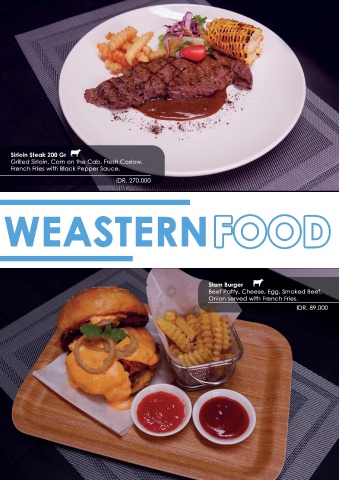 Sirloin Steak 200 Gr
Grilled Sirloin, Corn on the Cab, Fresh Coslow,
French Fries with Black Pepper Sauce.
IDR. 270,000
WEASTERN FOOD
Slam Burger
Beef Patty, Cheese, Egg, Smoked Beef,
Onion served with French Fries.
IDR. 89,000